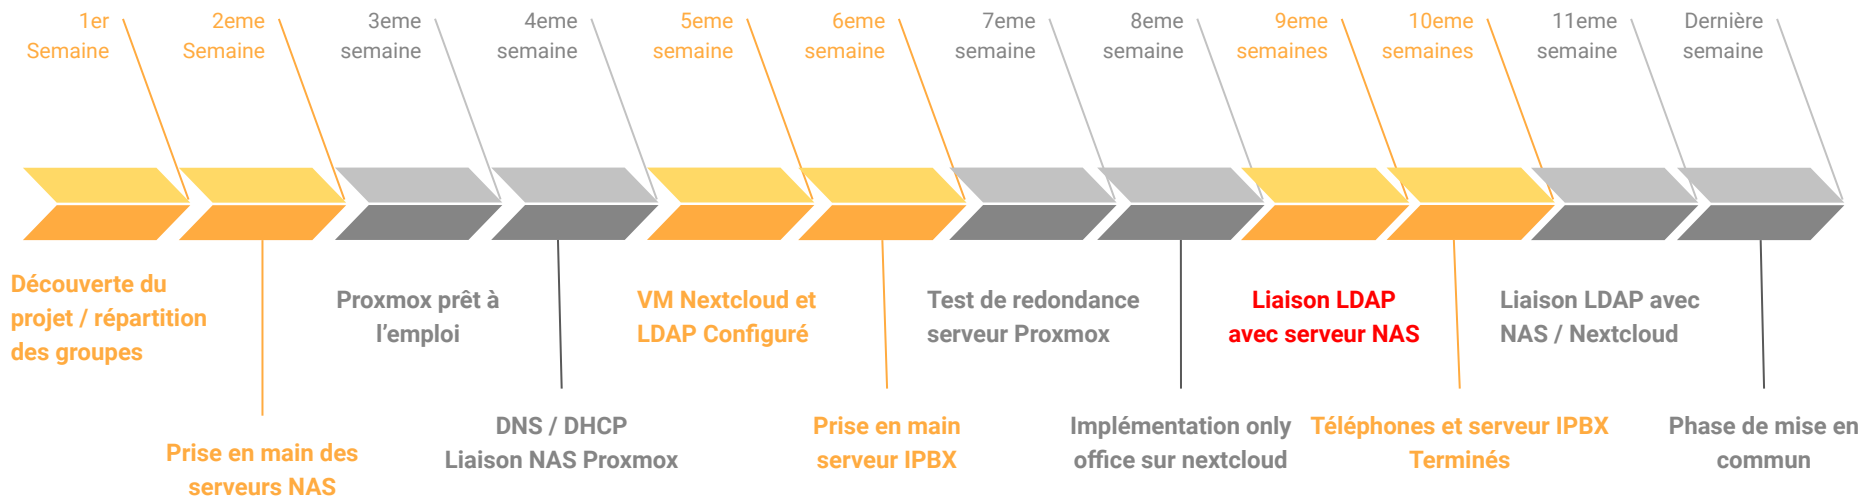 1er
Semaine
2eme
Semaine
3eme
semaine
4eme
semaine
5eme
semaine
6eme
semaine
7eme
semaine
8eme
semaine
9eme
semaines
10eme
semaines
11eme
semaine
Dernière
semaine
Découverte du
projet / répartition
des groupes
Prise en main des
serveurs NAS
Proxmox prêt à
l'emploi
DNS / DHCP
Liaison NAS Proxmox
VM Nextcloud et
LDAP Configuré
Prise en main
serveur IPBX
Test de redondance
serveur Proxmox
Implémentation only
office sur nextcloud
Liaison LDAP
avec serveur NAS
Téléphones et serveur IPBX
Terminés
Liaison LDAP avec
NAS / Nextcloud
Phase de mise en
commun